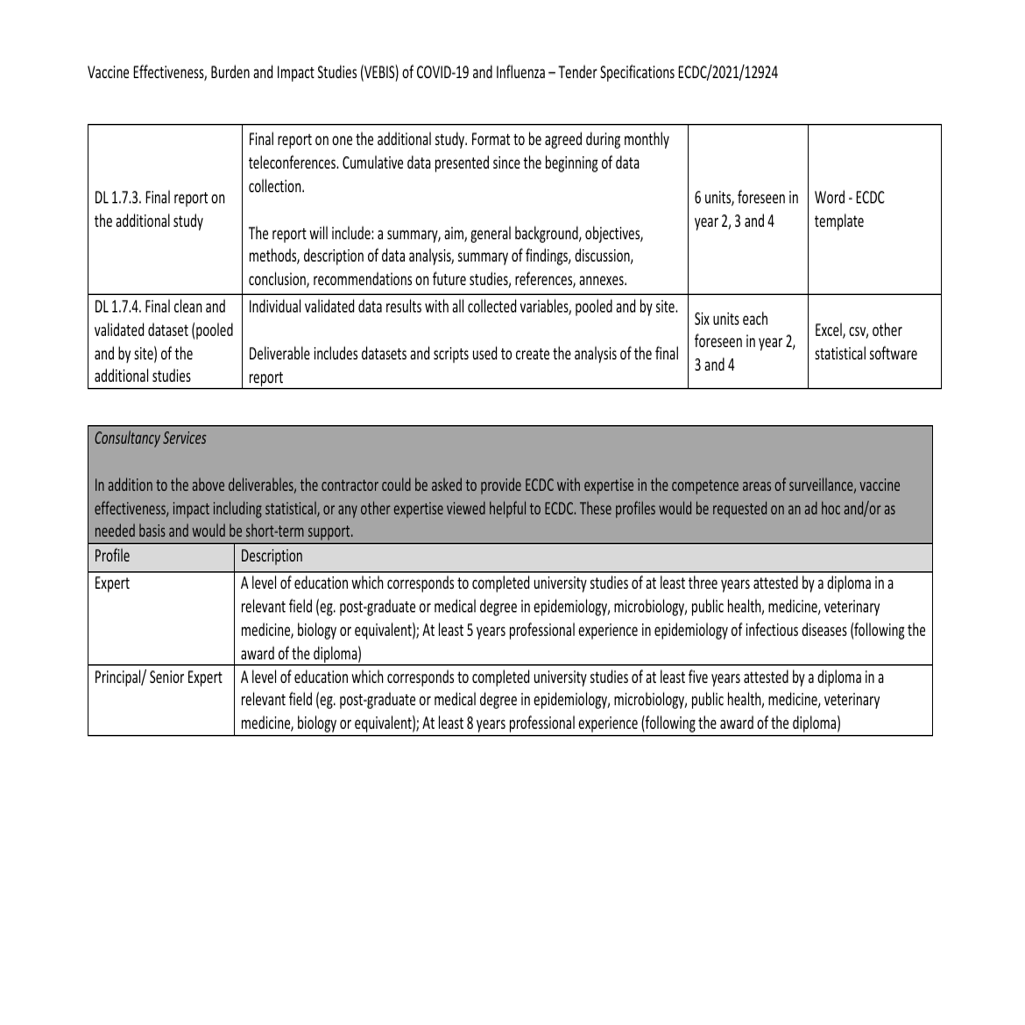 Vaccine Effectiveness, Burden and Impact Studies (VEBIS) of COVID-19 and Influenza – Tender Specifications ECDC/2021/12924
DL 1.7.3. Final report on
the additional study
Final report on one the additional study. Format to be agreed during monthly
teleconferences. Cumulative data presented since the beginning of data
collection.
The report will include: a summary, aim, general background, objectives,
methods, description of data analysis, summary of findings, discussion,
conclusion, recommendations on future studies, references, annexes.
6 units, foreseen in
year 2, 3 and 4
Word - ECDC
template
DL 1.7.4. Final clean and
validated dataset (pooled
and by site) of the
additional studies
Individual validated data results with all collected variables, pooled and by site.
Deliverable includes datasets and scripts used to create the analysis of the final
report
Six units each
foreseen in year 2,
3 and 4
Excel, csv, other
statistical software
Consultancy Services
In addition to the above deliverables, the contractor could be asked to provide ECDC with expertise in the competence areas of surveillance, vaccine
effectiveness, impact including statistical, or any other expertise viewed helpful to ECDC. These profiles would be requested on an ad hoc and/or as
needed basis and would be short-term support.
Profile
Description
Expert
A level of education which corresponds to completed university studies of at least three years attested by a diploma in a
relevant field (eg. post-graduate or medical degree in epidemiology, microbiology, public health, medicine, veterinary
medicine, biology or equivalent); At least 5 years professional experience in epidemiology of infectious diseases (following the
award of the diploma)
Principal/ Senior Expert
A level of education which corresponds to completed university studies of at least five years attested by a diploma in a
relevant field (eg. post-graduate or medical degree in epidemiology, microbiology, public health, medicine, veterinary
medicine, biology or equivalent); At least 8 years professional experience (following the award of the diploma)